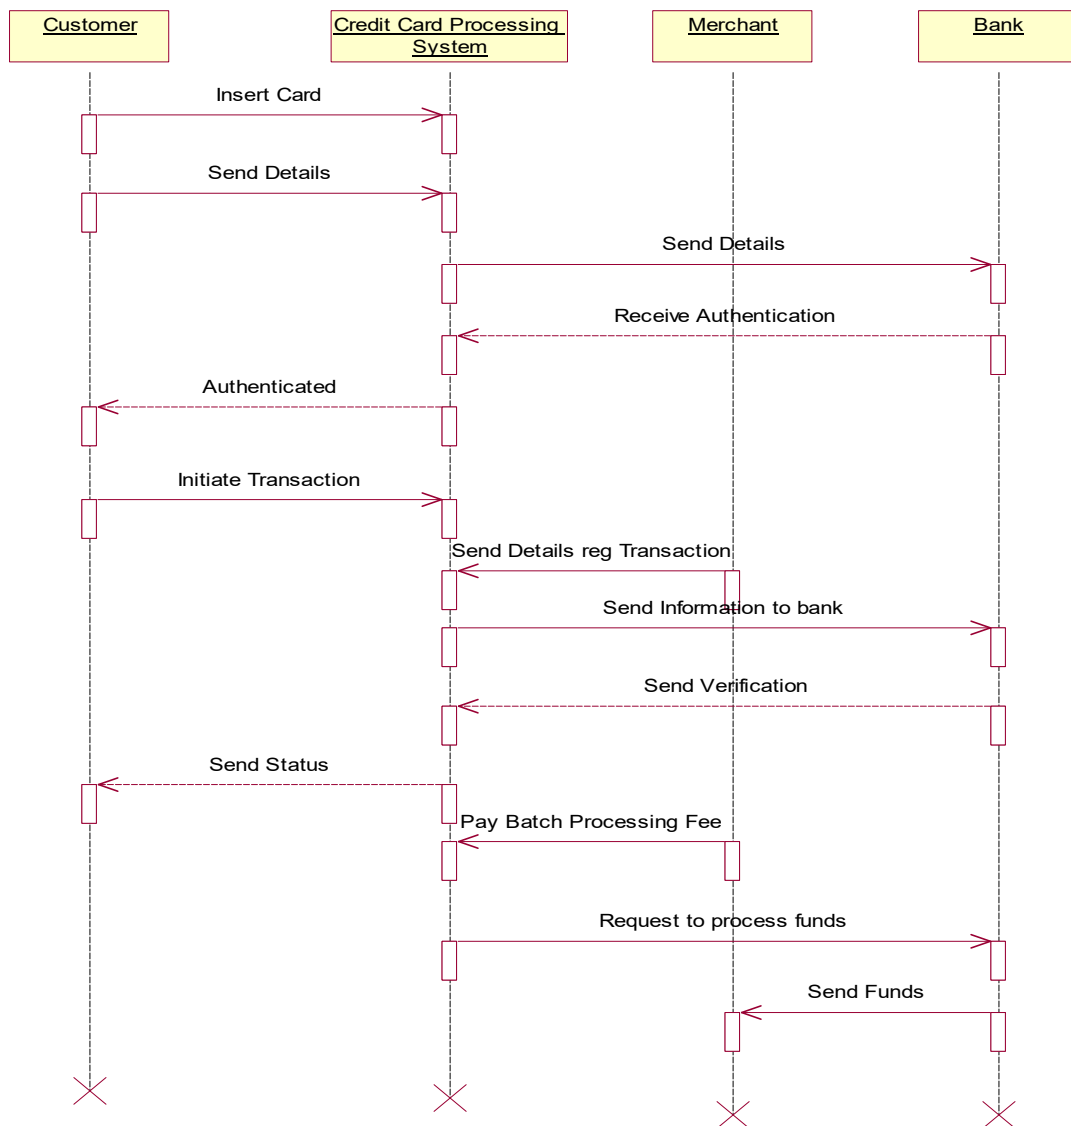 Customer
Credit Card Processing
System
Merchant
Bank
Insert Card
Send Details
Send Details
Receive Authentication
Authenticated
Initiate Transaction
Send Details reg Transaction
Send Information to bank
Send Verification
Send Status
Pay Batch Processing Fee
Request to process funds
Send Funds